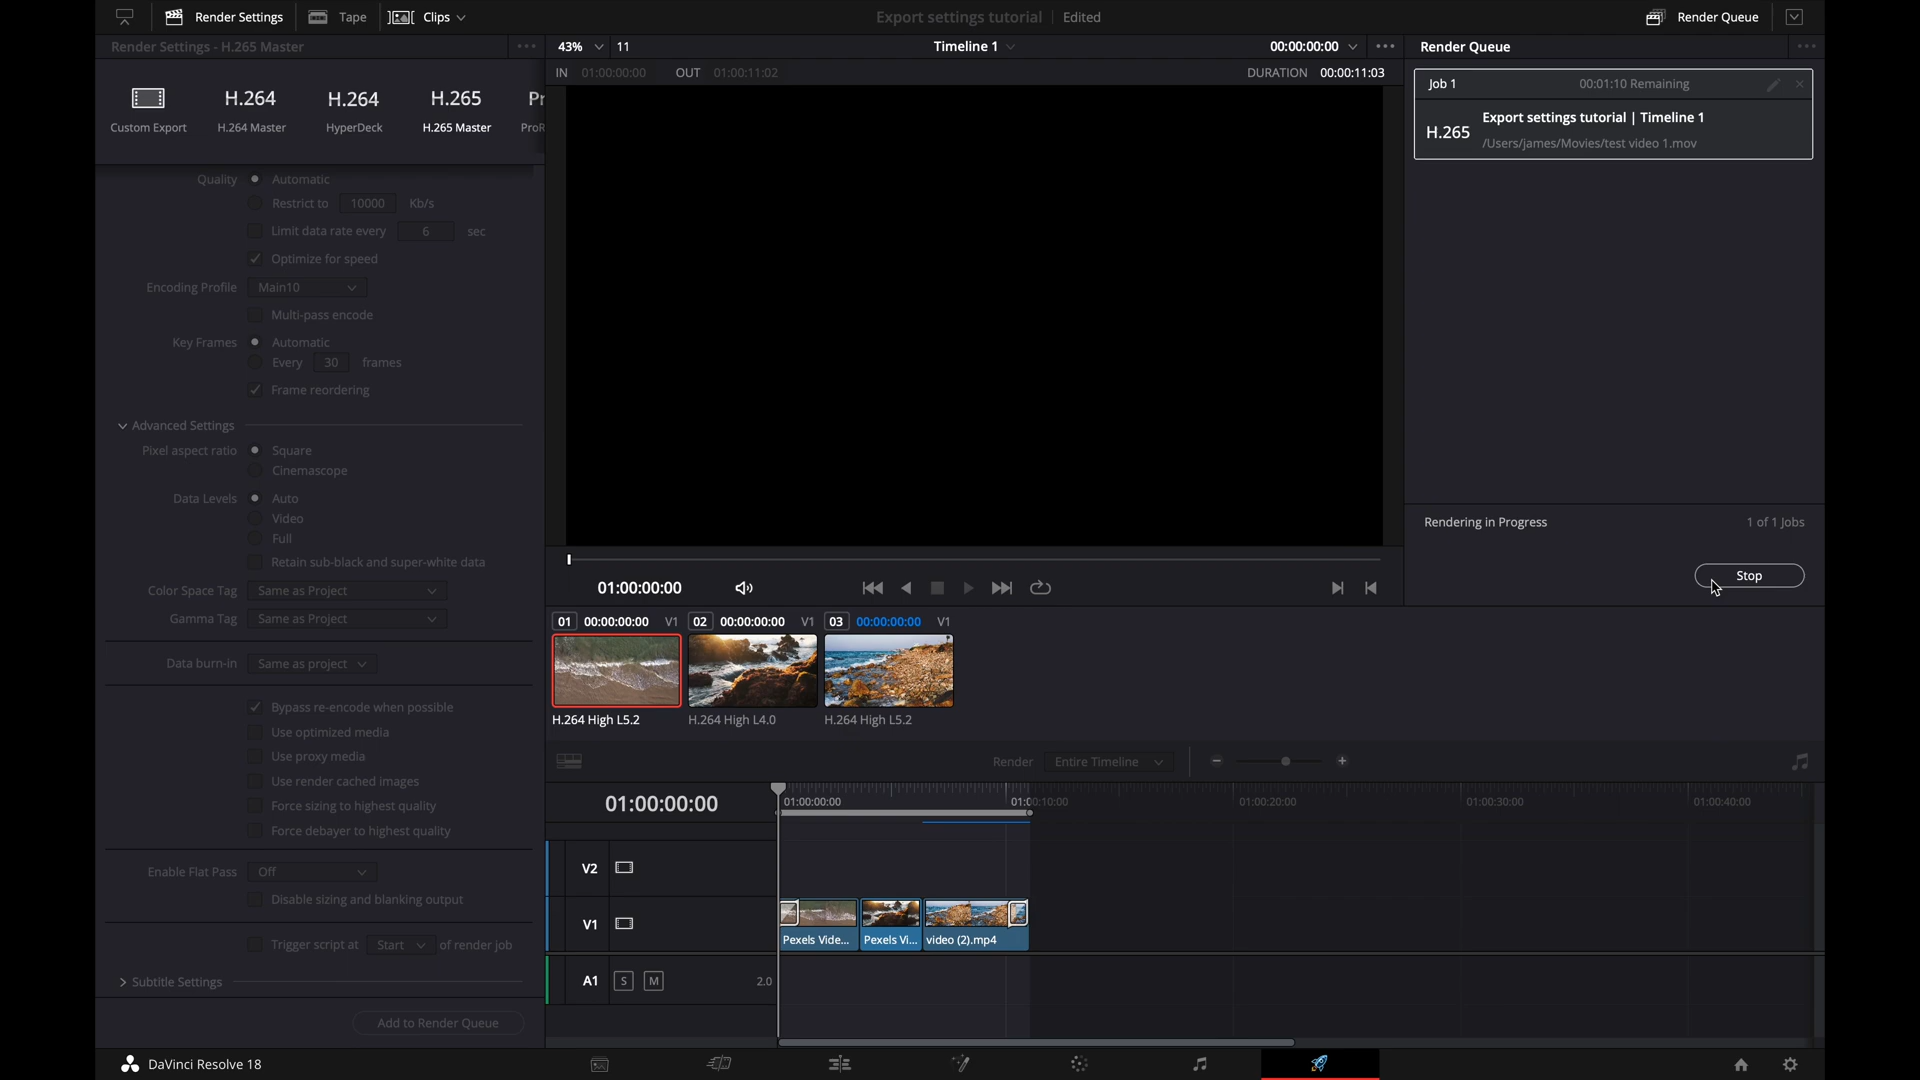 Render Settings
Tape
Clips
Export settings tutorial
Edited
Render Queue
Render Settings - H.265 Master
43%
11
Timeline 1
00:00:00:00
Render Queue
IN 01:00:00:00
OUT 01:00:11:02
DURATION 00:00:11:03
Custom Export
H.264
H.264 Master
H.264
HyperDeck
H.265
H.265 Master
Pr
ProR
Job 1
00:01:10 Remaining
H.265
Export settings tutorial | Timeline 1
/Users/james/Movies/test video 1.mov
Quality
Automatic
Restrict to 10000 Kb/s
Limit data rate every 6 sec
Optimize for speed
Encoding Profile Main10
Multi-pass encode
Key Frames
Automatic
Every 30 frames
Frame reordering
Advanced Settings
Pixel aspect ratio
Square
Cinemascope
Data Levels
Auto
Video
Full
Retain sub-black and super-white data
Color Space Tag Same as Project
Gamma Tag Same as Project
Data burn-in Same as project
Bypass re-encode when possible
Use optimized media
Use proxy media
Use render cached images
Force sizing to highest quality
Force debayer to highest quality
Enable Flat Pass Off
Disable sizing and blanking output
Trigger script at Start of render job
Subtitle Settings
Add to Render Queue
Rendering in Progress
1 of 1 Jobs
Stop
01:00:00:00
01 00:00:00:00 V1
02 00:00:00:00 V1
03 00:00:00:00 V1
H.264 High L5.2
H.264 High L4.0
H.264 High L5.2
Render Entire Timeline
01:00:00:00
01:00:00:00
01:00:10:00
01:00:20:00
01:00:30:00
01:00:40:00
V2
V1
Pexels Vide...
Pexels Vi...
video (2).mp4
A1 S M 2.0
DaVinci Resolve 18